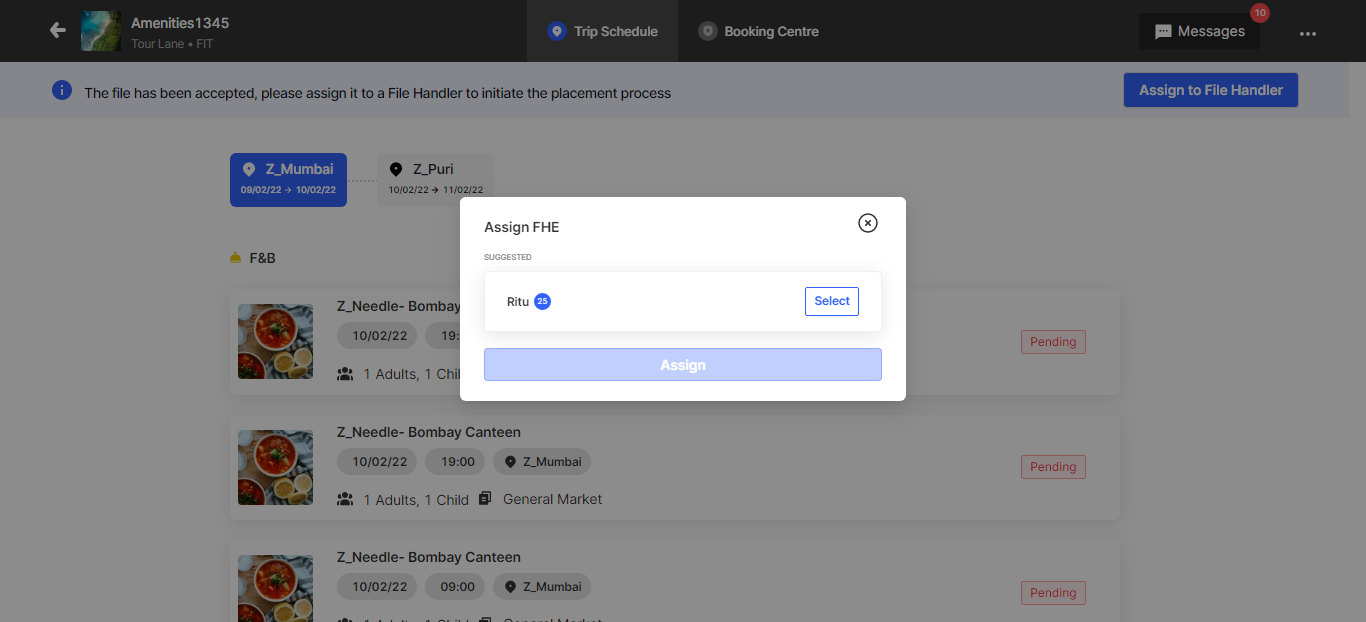 Amenities1345
Tour Lane • FIT
Trip Schedule
Booking Centre
Messages
10
The file has been accepted, please assign it to a File Handler to initiate the placement process
Assign to File Handler
Z_Mumbai
09/02/22 → 10/02/22
Z_Puri
10/02/22 → 11/02/22
Assign FHE
SUGGESTED
Ritu 25
Select
Assign
F&B
Z_Needle- Bombay
10/02/22
19:
1 Adults, 1 Chil
Pending
Z_Needle- Bombay Canteen
10/02/22 19:00 Z_Mumbai
1 Adults, 1 Child General Market
Pending
Z_Needle- Bombay Canteen
10/02/22 09:00 Z_Mumbai
Pending